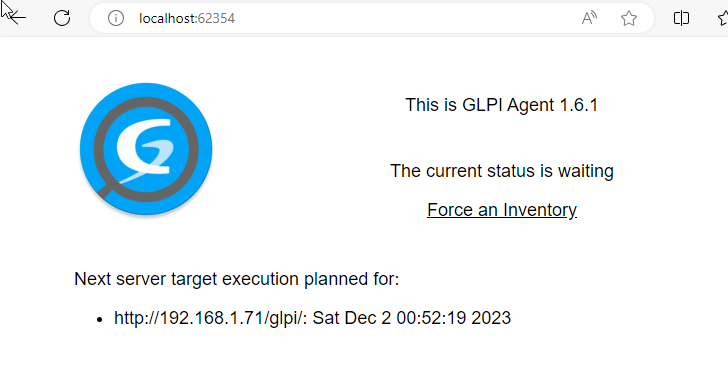 localhost:62354
This is GLPI Agent 1.6.1
The current status is waiting
Force an Inventory
Next server target execution planned for:
http://192.168.1.71/glpi/: Sat Dec 2 00:52:19 2023